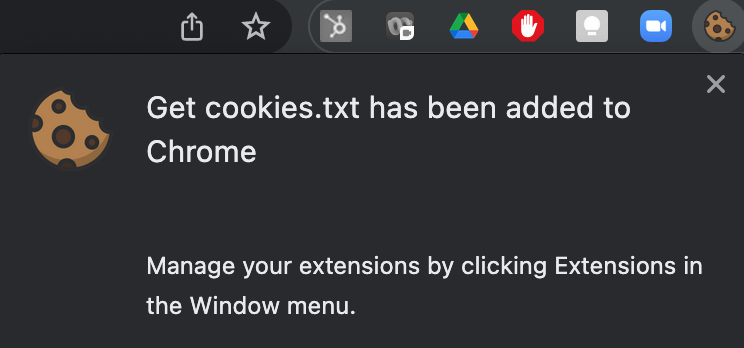 Get cookies.txt has been added to
Chrome
Manage your extensions by clicking Extensions in
the Window menu.